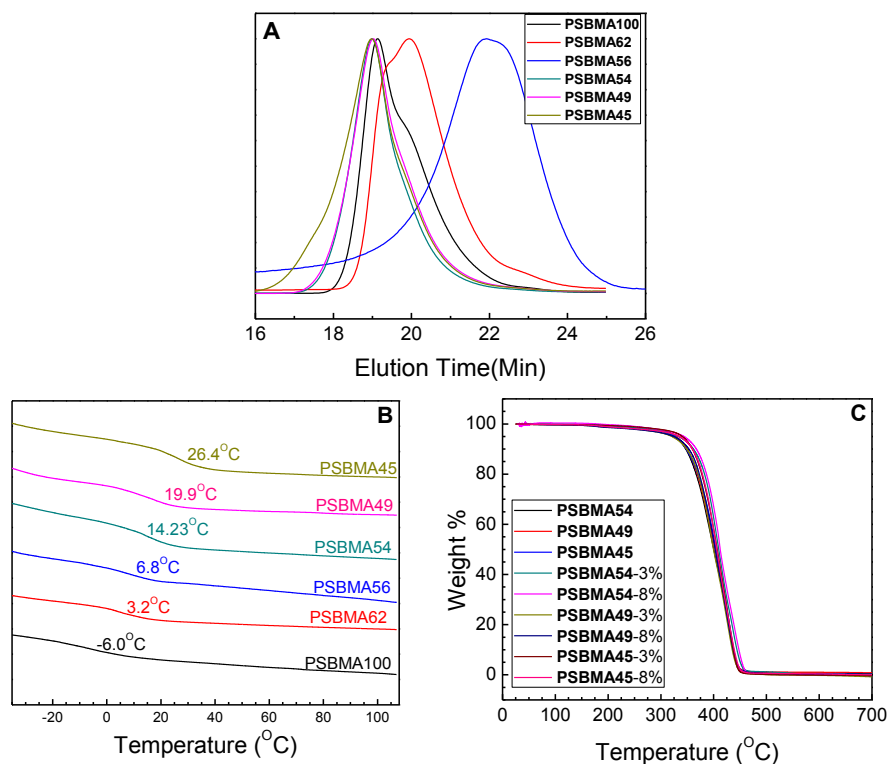 A
PSBMA100
PSBMA62
PSBMA56
PSBMA54
PSBMA49
PSBMA45
16 18 20 22 24 26
Elution Time(Min)
B
26.4°C
PSBMA45
19.9°C
PSBMA49
14.23°C
PSBMA54
6.8°C
PSBMA56
3.2°C
PSBMA62
-6.0°C
PSBMA100
-20 0 20 40 60 80 100
Temperature (°C)
C
100
80
60
40
20
0
Weight %
PSBMA54
PSBMA49
PSBMA45
PSBMA54-3%
PSBMA54-8%
PSBMA49-3%
PSBMA49-8%
PSBMA45-3%
PSBMA45-8%
0 100 200 300 400 500 600 700
Temperature (°C)